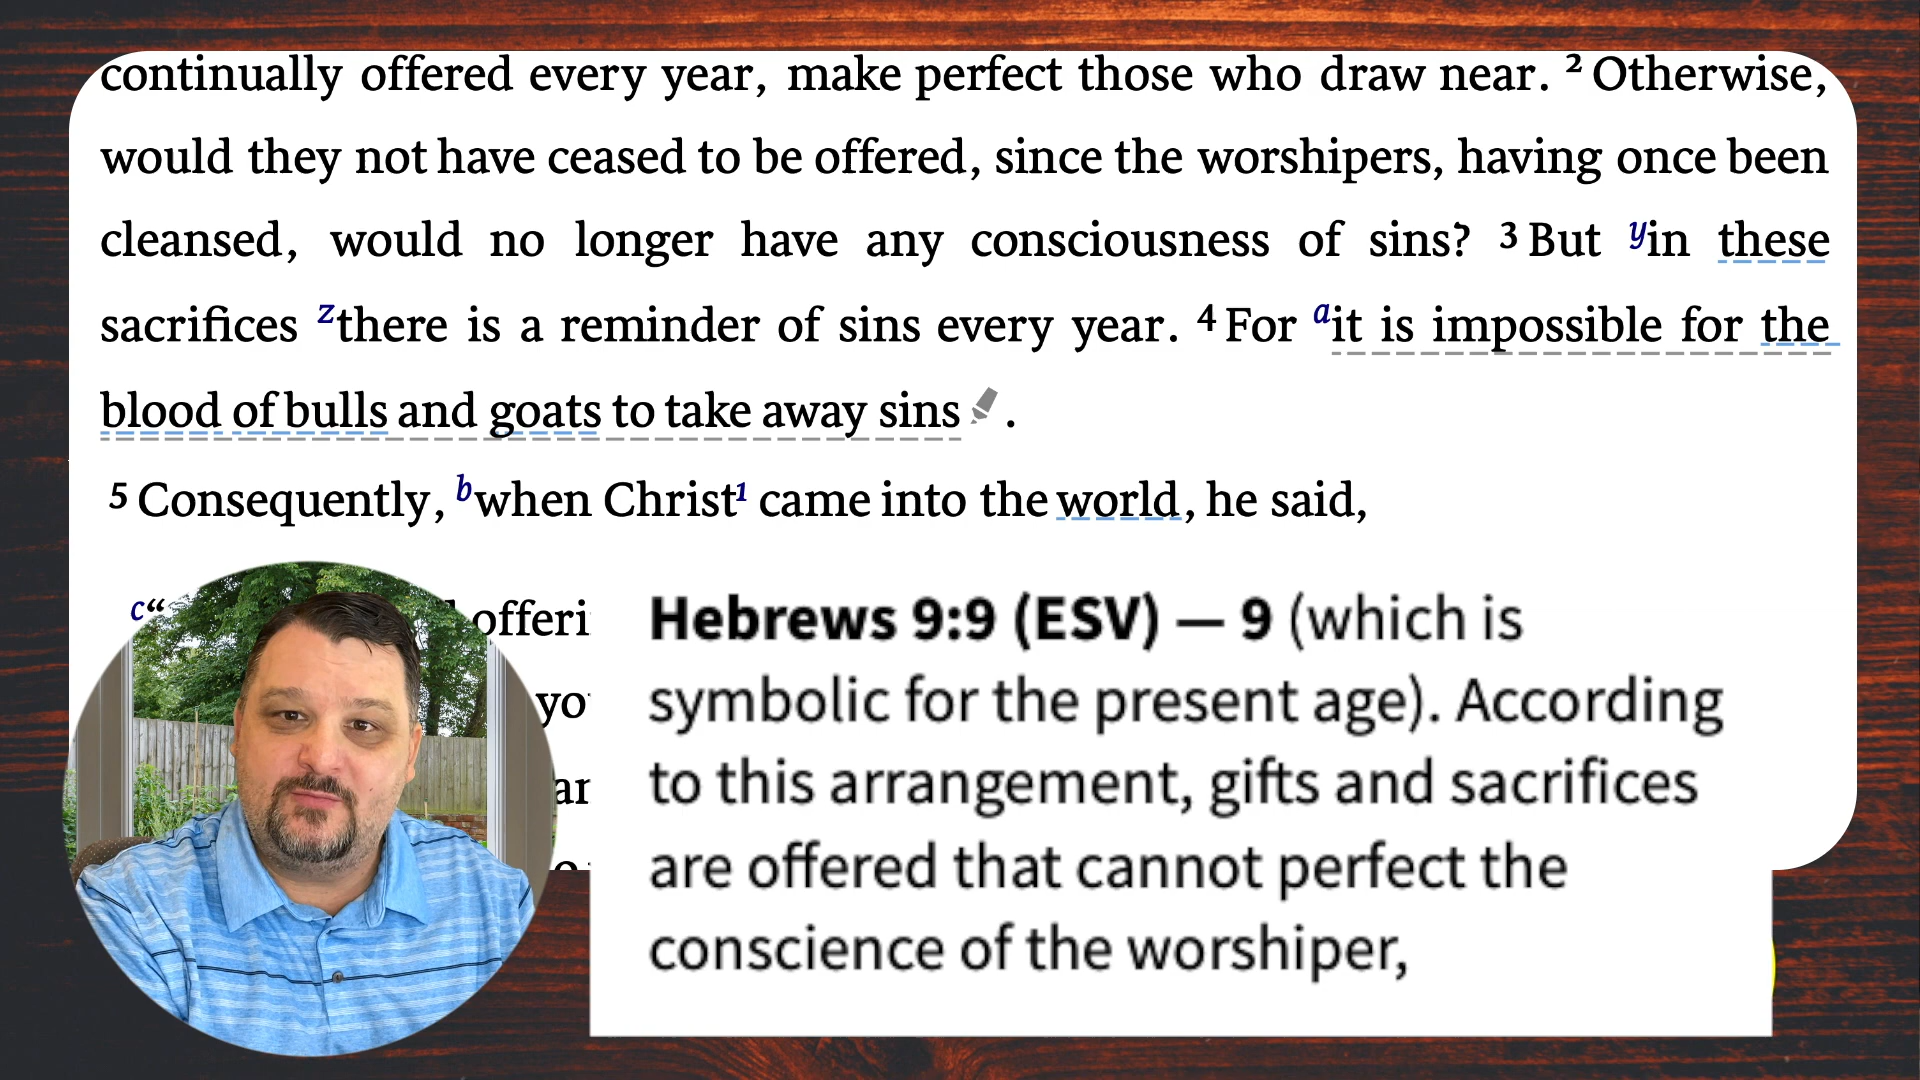 continually offered every year, make perfect those who draw near. ² Otherwise,
would they not have ceased to be offered, since the worshipers, having once been
cleansed, would no longer have any consciousness of sins? 3 But yin these
sacrifices zthere is a reminder of sins every year. 4 For ait is impossible for the
blood of bulls and goats to take away sins .
5 Consequently, bwhen Christ1 came into the world, he said,
c“
Hebrews 9:9 (ESV) — 9 (which is
symbolic for the present age). According
to this arrangement, gifts and sacrifices
are offered that cannot perfect the
conscience of the worshiper,